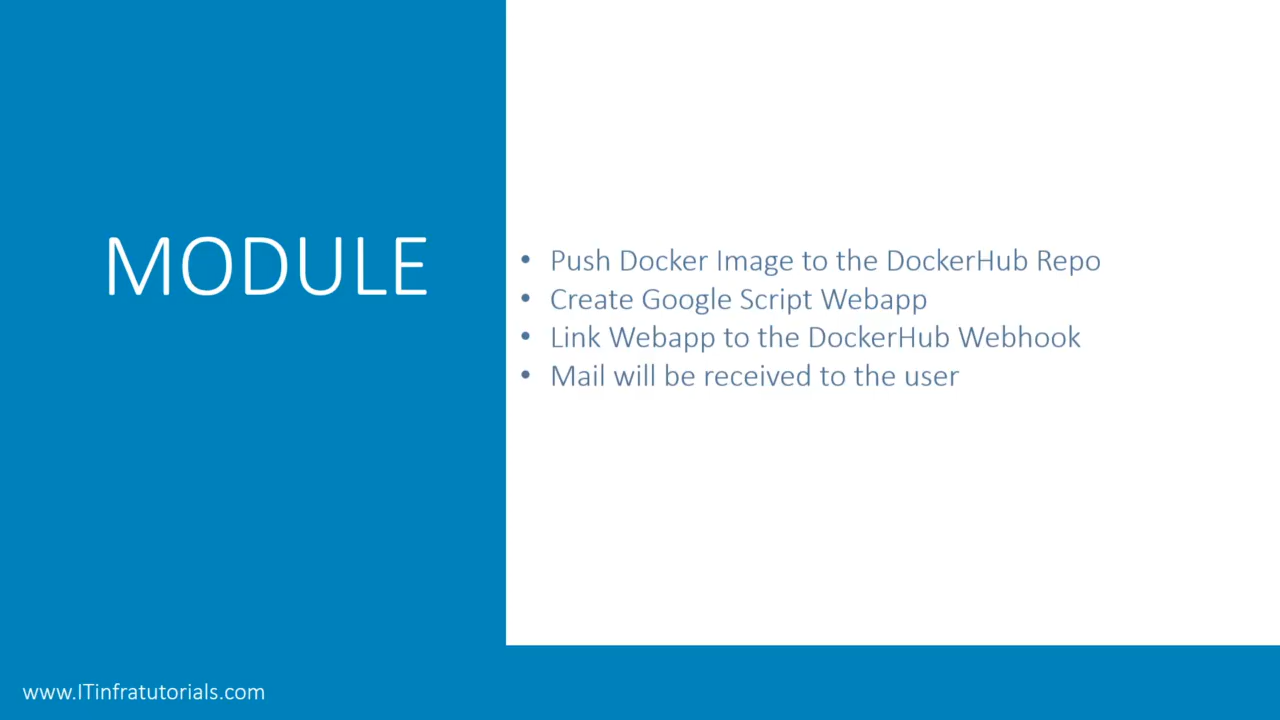 MODULE
• Push Docker Image to the DockerHub Repo
• Create Google Script Webapp
• Link Webapp to the DockerHub Webhook
• Mail will be received to the user
www.ITinfratutorials.com